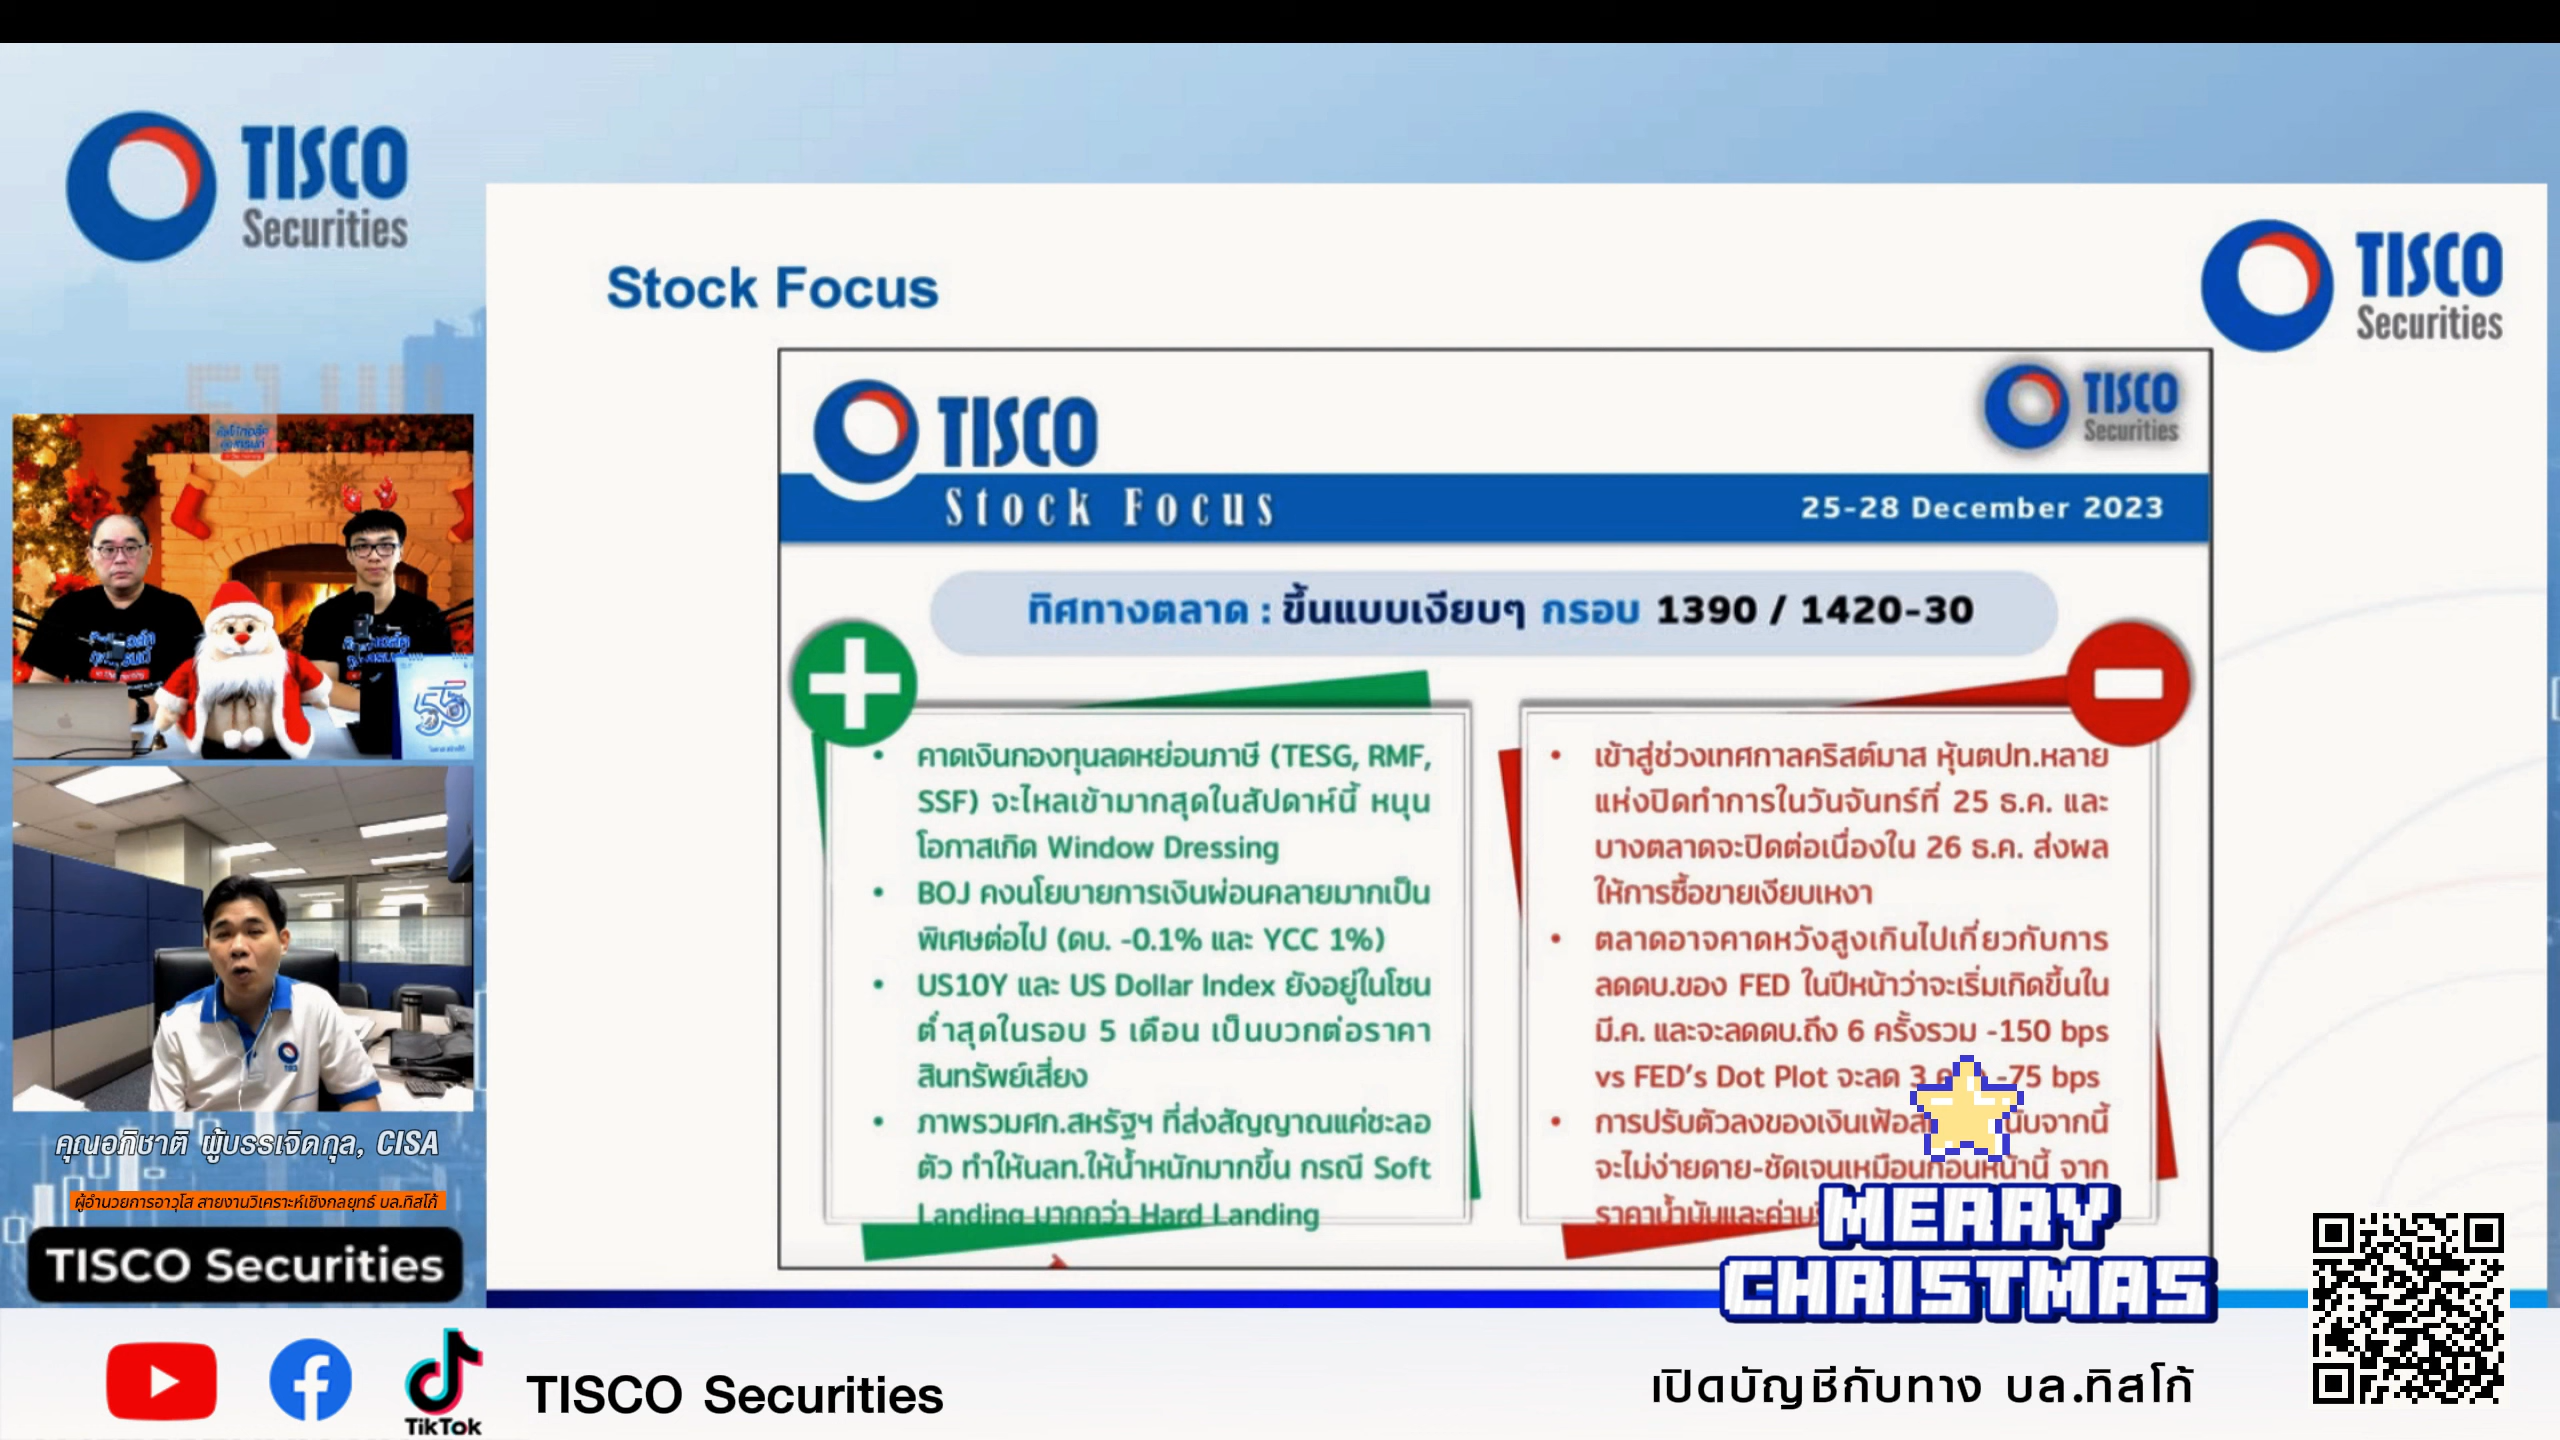 TISCO
Securities
Stock Focus
TISCO
Securities
TISCO
TISCO
Securities
Stock Focus
25-28 December 2023
ทิศทางตลาด : ขึ้นแบบเงียบๆ กรอบ 1390 / 1420-30
• คาดเงินกองทุนลดหย่อนภาษี (TESG, RMF,
SSF) จะไหลเข้ามากสุดในสัปดาห์นี้ หนุน
โอกาสเกิด Window Dressing
• BOJ คงนโยบายการเงินผ่อนคลายมากเป็น
พิเศษต่อไป (ดบ. -0.1% และ YCC 1%)
• US10Y และ US Dollar Index ยังอยู่ในโซน
ต่ำสุดในรอบ 5 เดือน เป็นบวกต่อราคา
สินทรัพย์เสี่ยง
• ภาพรวมศก.สหรัฐฯ ที่ส่งสัญญาณแค่ชะลอ
ตัว ทำให้นลท.ให้น้ำหนักมากขึ้น กรณี Soft
Landing มากกว่า Hard Landing
• เข้าสู่ช่วงเทศกาลคริสต์มาส หุ้นตปท.หลาย
แห่งปิดทำการในวันจันทร์ที่ 25 ธ.ค. และ
บางตลาดจะปิดต่อเนื่องใน 26 ธ.ค. ส่งผล
ให้การซื้อขายเงียบเหงา
• ตลาดอาจคาดหวังสูงเกินไปเกี่ยวกับการ
ลดดบ.ของ FED ในปีหน้าว่าจะเริ่มเกิดขึ้นใน
มี.ค. และจะลดดบ.ถึง 6 ครั้งรวม -150 bps
vs FED's Dot Plot จะลด 3 -75 bps
• การปรับตัวลงของเงินเฟ้อ นับจากนี้
จะไม่ง่ายดาย-ชัดเจนเหมือนก่อนหน้านี้ จาก
ราคาน้ำมันและค่า
MERRY
CHRISTMAS
55
คุณอภิชาติ ผู้บรรเจิดกุล, CISA
ผู้อำนวยการอาวุโส สายงานวิเคราะห์เชิงกลยุทธ์ บล.ทิสโก้
TISCO Securities
TikTok
TISCO Securities
เปิดบัญชีกับทาง บล.ทิสโก้